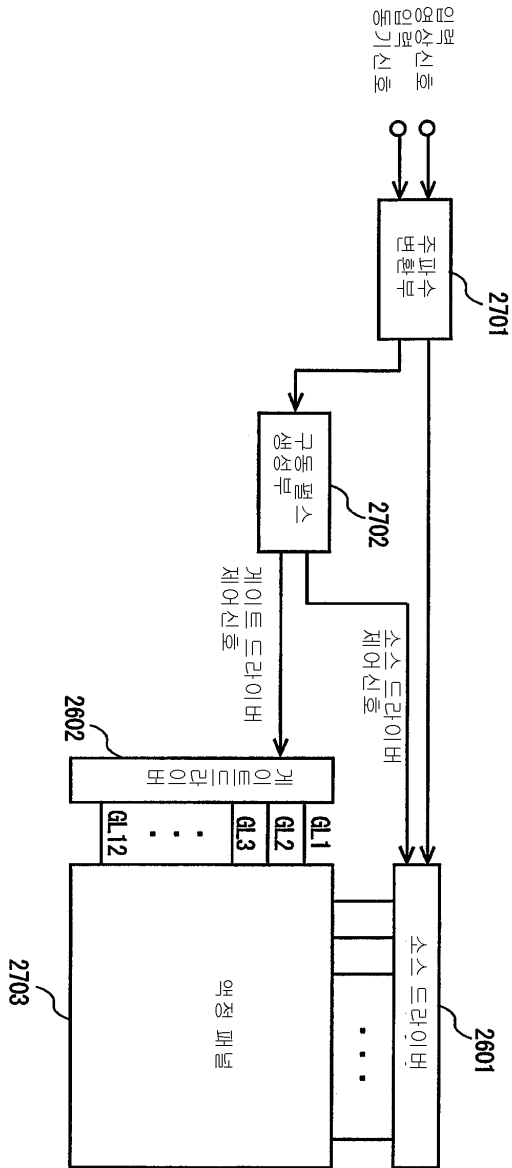 입력
영상신호
입력
동기신호
주파수
변환부
2701
구동 펄스
생성부
2702
소스 드라이버
제어신호
게이트 드라이버
제어신호
소스 드라이버
2601
게이트드라이버
2602
GL1
GL2
GL3
GL12
액정 패널
2703